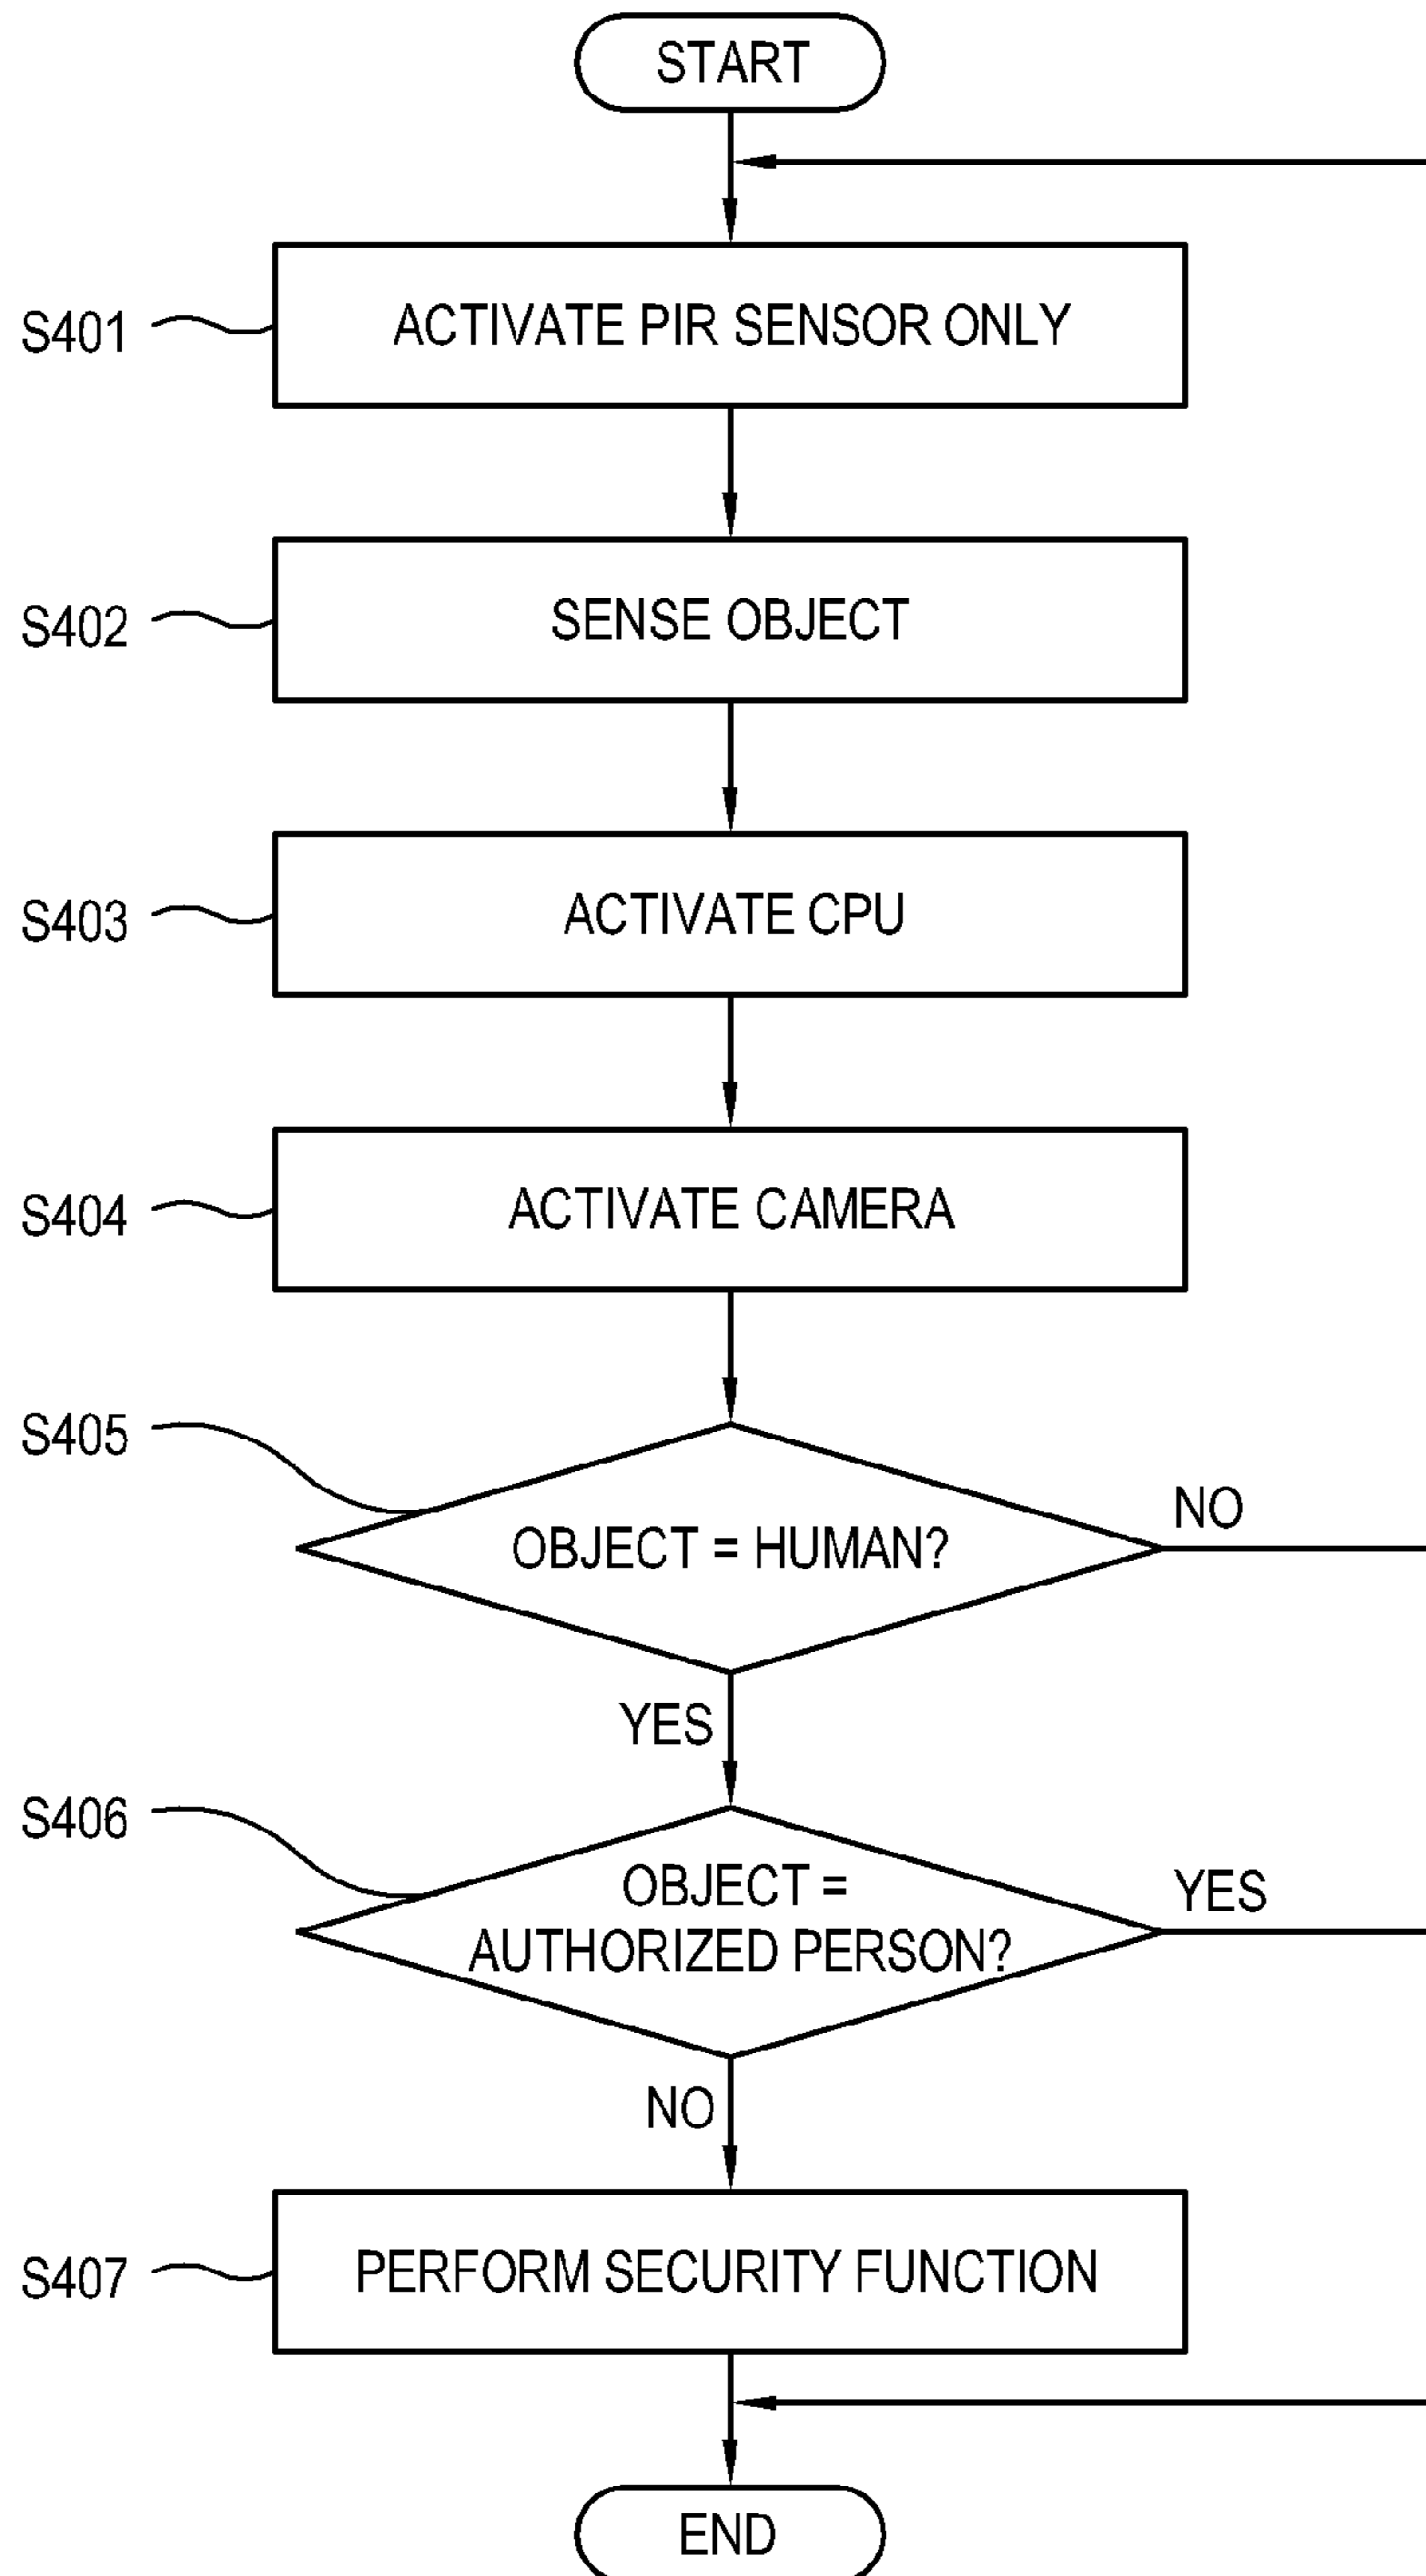 START
S401
ACTIVATE PIR SENSOR ONLY
S402
SENSE OBJECT
S403
ACTIVATE CPU
S404
ACTIVATE CAMERA
S405
OBJECT = HUMAN?
NO
YES
S406
OBJECT =
AUTHORIZED PERSON?
YES
NO
S407
PERFORM SECURITY FUNCTION
END